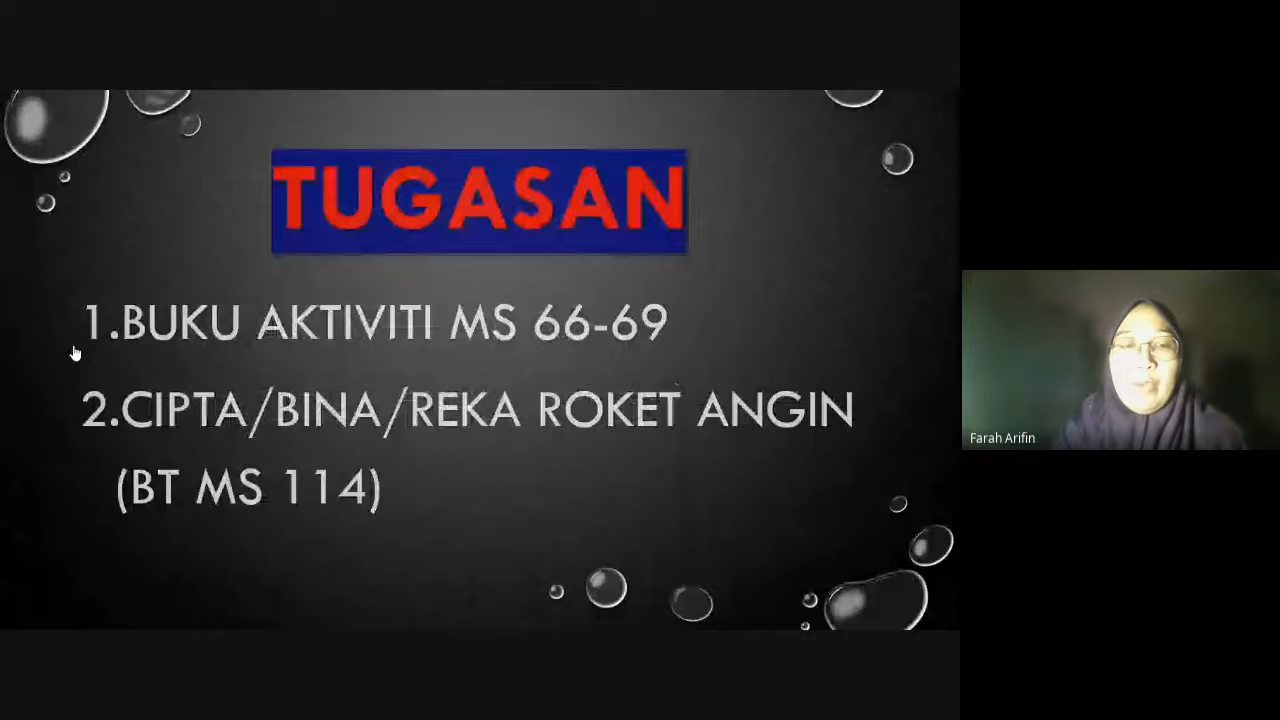 TUGASAN
1.BUKU AKTIVITI MS 66-69
2.CIPTA/BINA/REKA ROKET ANGIN
(BT MS 114)
Farah Arifin